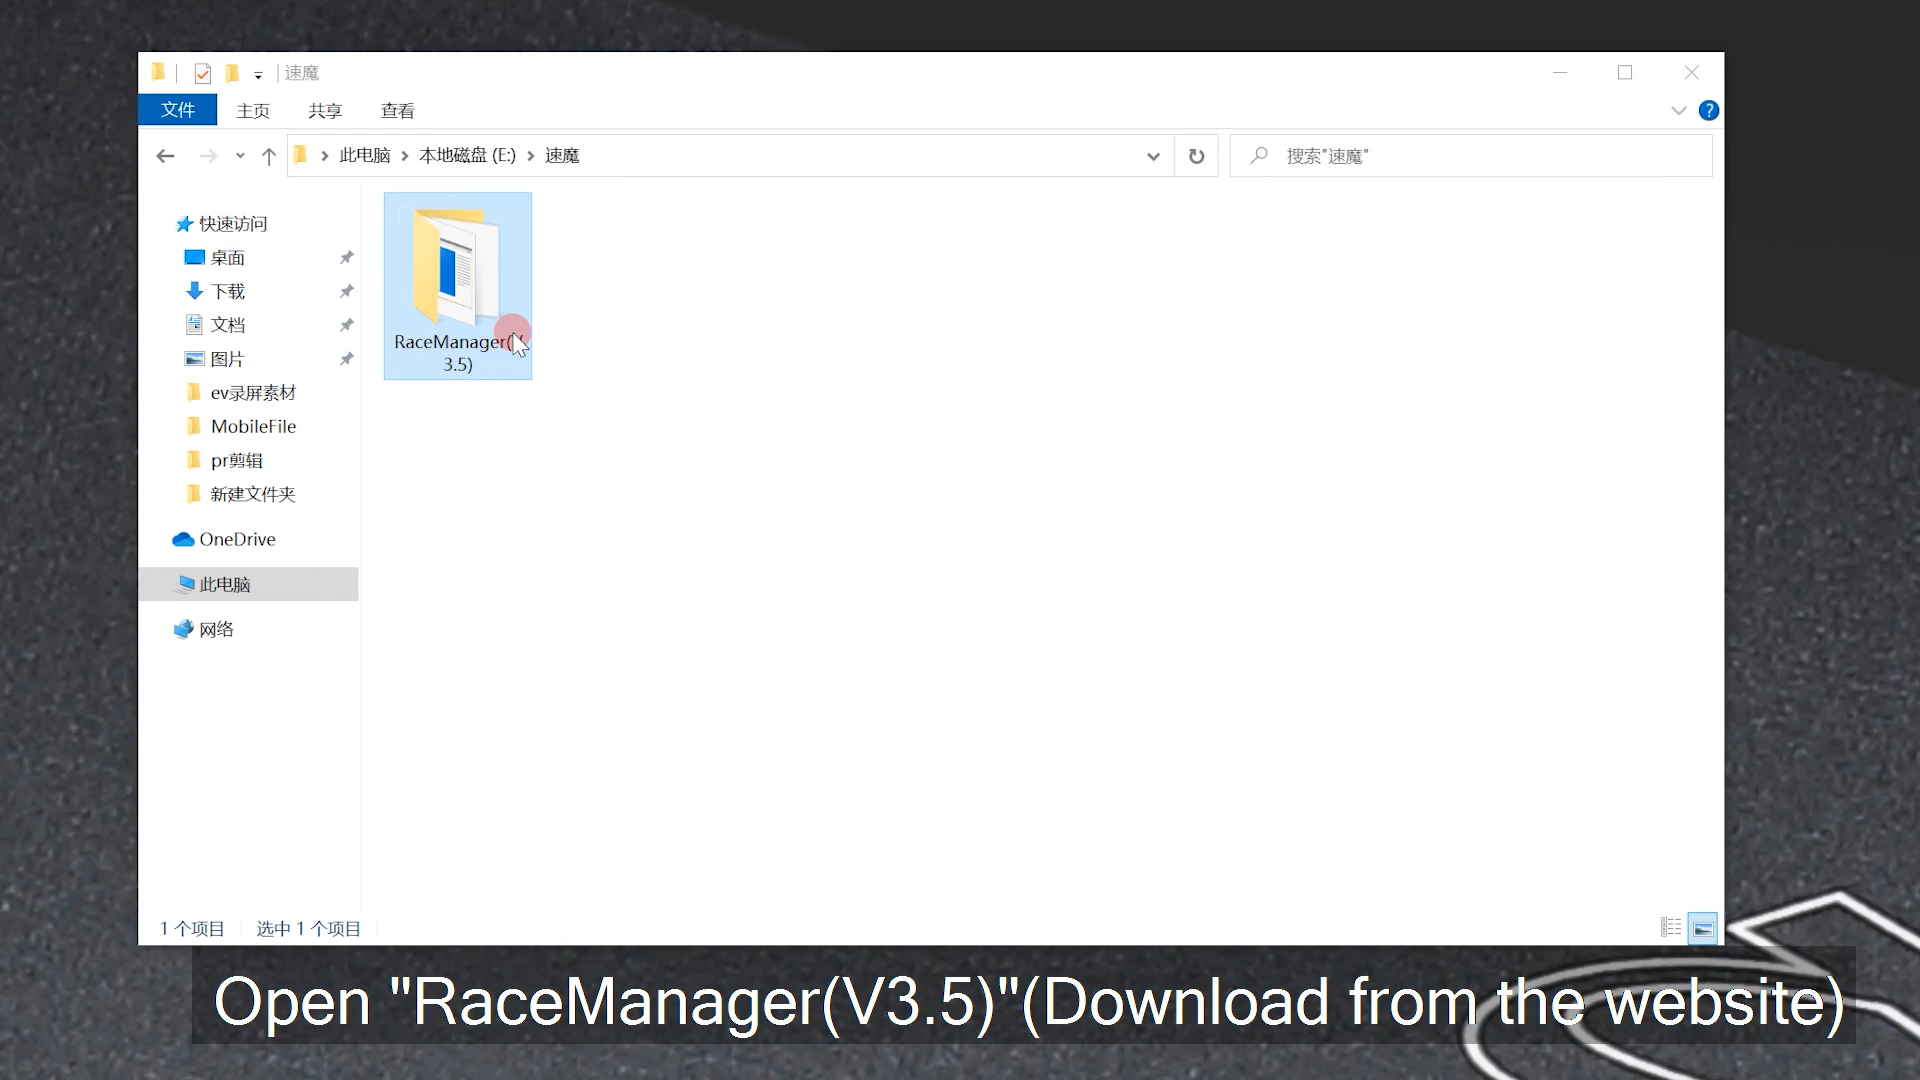 速魔
文件 主页 共享 查看
此电脑 本地磁盘 (E:) 速魔
搜索"速魔"
快速访问
桌面
下载
文档
图片
ev录屏素材
MobileFile
pr剪辑
新建文件夹
OneDrive
此电脑
网络
RaceManager(V
3.5)
1 个项目 选中 1 个项目
Open "RaceManager(V3.5)"(Download from the website)